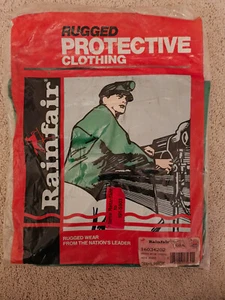 RUGGED
PROTECTIVE
CLOTHING
Rainfair
RUGGED WEAR
FROM THE NATION'S LEADER